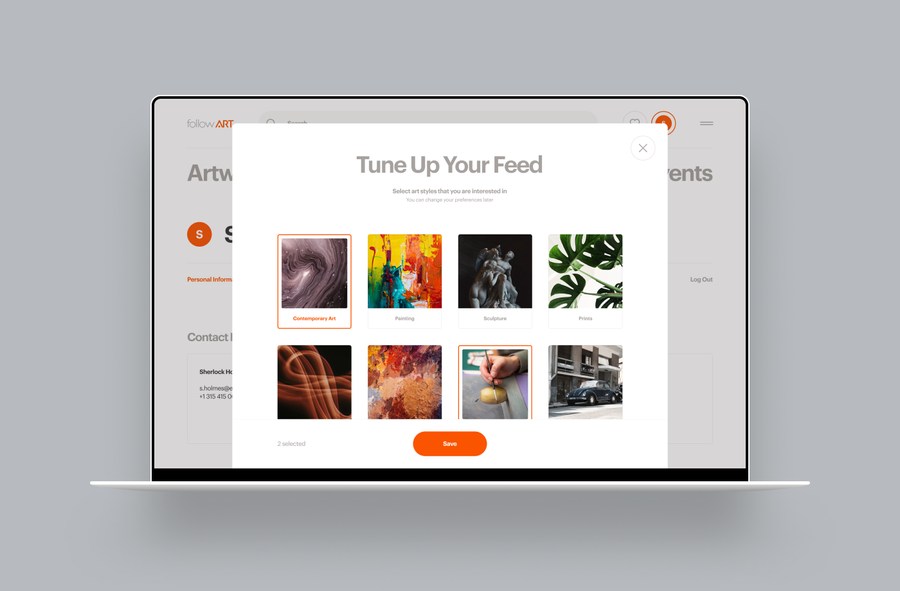 followART
Search
Artw
vents
Tune Up Your Feed
Select art styles that you are interested in
You can change your preferences later
S
S
Personal Informa
Log Out
Contemporary Art
Painting
Sculpture
Prints
Contact I
Sherlock Ho
s.holmes@e
+1 315 415 0
2 selected
Save